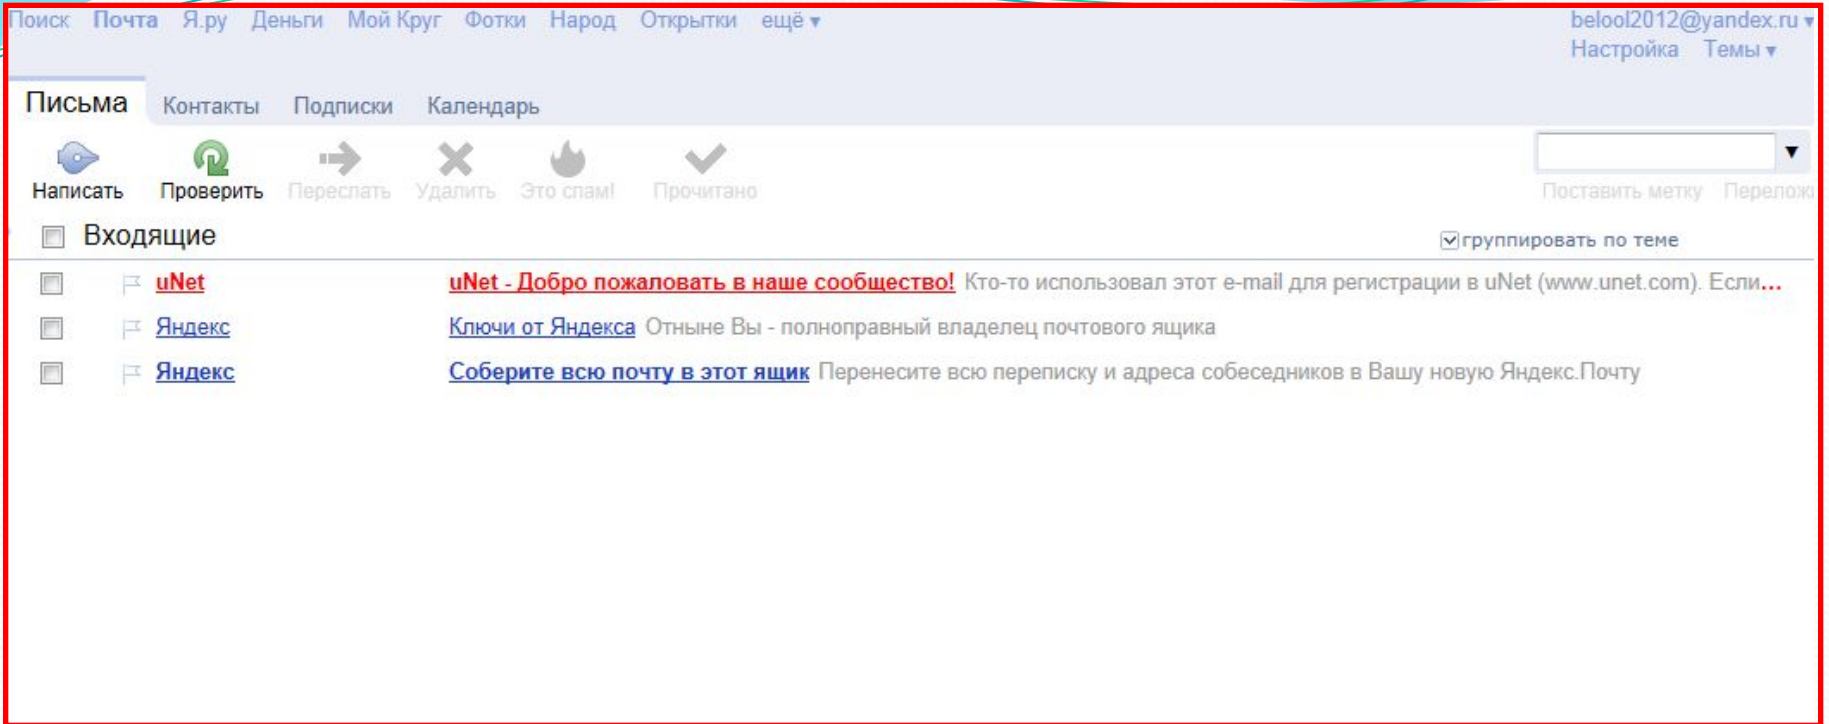 Поиск Почта Я.ру Деньги Мой Круг Фотки Народ Открытки ещё ▾ belool2012@yandex.ru ▾
Настройка Темы ▾
Письма Контакты Подписки Календарь
Написать Проверить Переслать Удалить Это спам! Прочитано Поставить метку Перелож
Входящие группировать по теме
uNet uNet - Добро пожаловать в наше сообщество! Кто-то использовал этот e-mail для регистрации в uNet (www.unet.com). Если...
Яндекс Ключи от Яндекса Отныне Вы - полноправный владелец почтового ящика
Яндекс Соберите всю почту в этот ящик Перенесите всю переписку и адреса собеседников в Вашу новую Яндекс.Почту